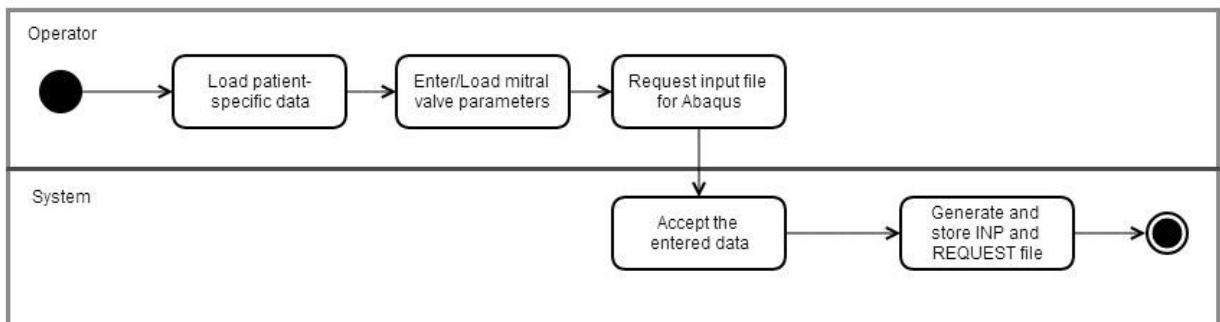 Operator
Load patient-
specific data
Enter/Load mitral
valve parameters
Request input file
for Abaqus
System
Accept the
entered data
Generate and
store INP and
REQUEST file